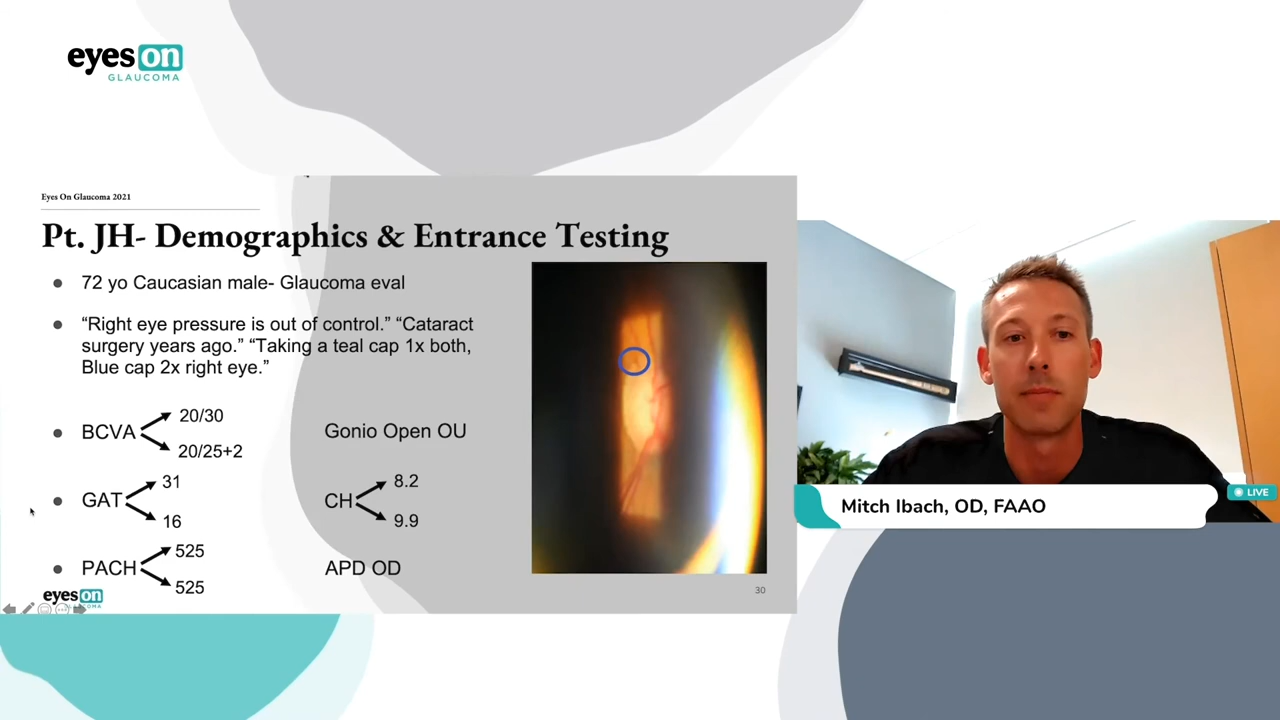 eyes on
GLAUCOMA
Eyes On Glaucoma 2021
Pt. JH- Demographics & Entrance Testing
● 72 yo Caucasian male- Glaucoma eval
● “Right eye pressure is out of control.” “Cataract
surgery years ago.” “Taking a teal cap 1x both,
Blue cap 2x right eye.”
● BCVA
20/30
20/25+2
Gonio Open OU
● GAT
31
16
CH
8.2
9.9
● PACH
525
525
APD OD
eyes on
30
Mitch Ibach, OD, FAAO
LIVE